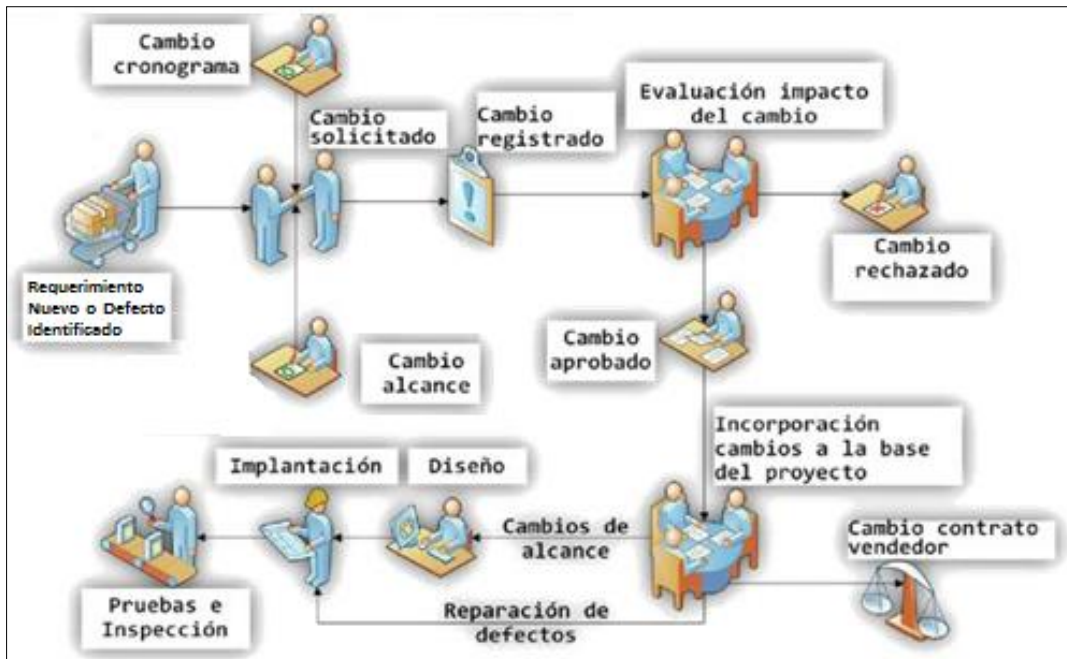 Cambio
cronograma
Cambio
solicitado
Cambio
registrado
Evaluación impacto
del cambio
Requerimiento
Nuevo o Defecto
Identificado
Cambio
rechazado
Cambio
alcance
Cambio
aprobado
Incorporación
cambios a la base
del proyecto
Implantación
Diseño
Cambios de
alcance
Cambio contrato
vendedor
Pruebas e
Inspección
Reparación de
defectos